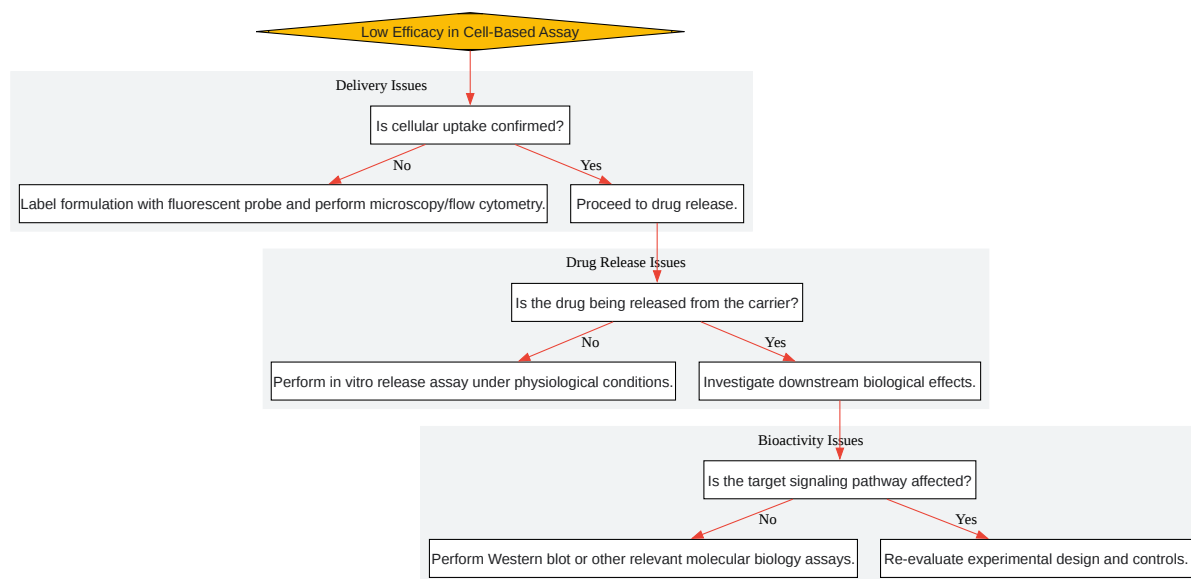 Low Efficacy in Cell-Based Assay
Delivery Issues
Is cellular uptake confirmed?
No
Yes
Label formulation with fluorescent probe and perform microscopy/flow cytometry.
Proceed to drug release.
Drug Release Issues
Is the drug being released from the carrier?
No
Yes
Perform in vitro release assay under physiological conditions.
Investigate downstream biological effects.
Bioactivity Issues
Is the target signaling pathway affected?
No
Yes
Perform Western blot or other relevant molecular biology assays.
Re-evaluate experimental design and controls.